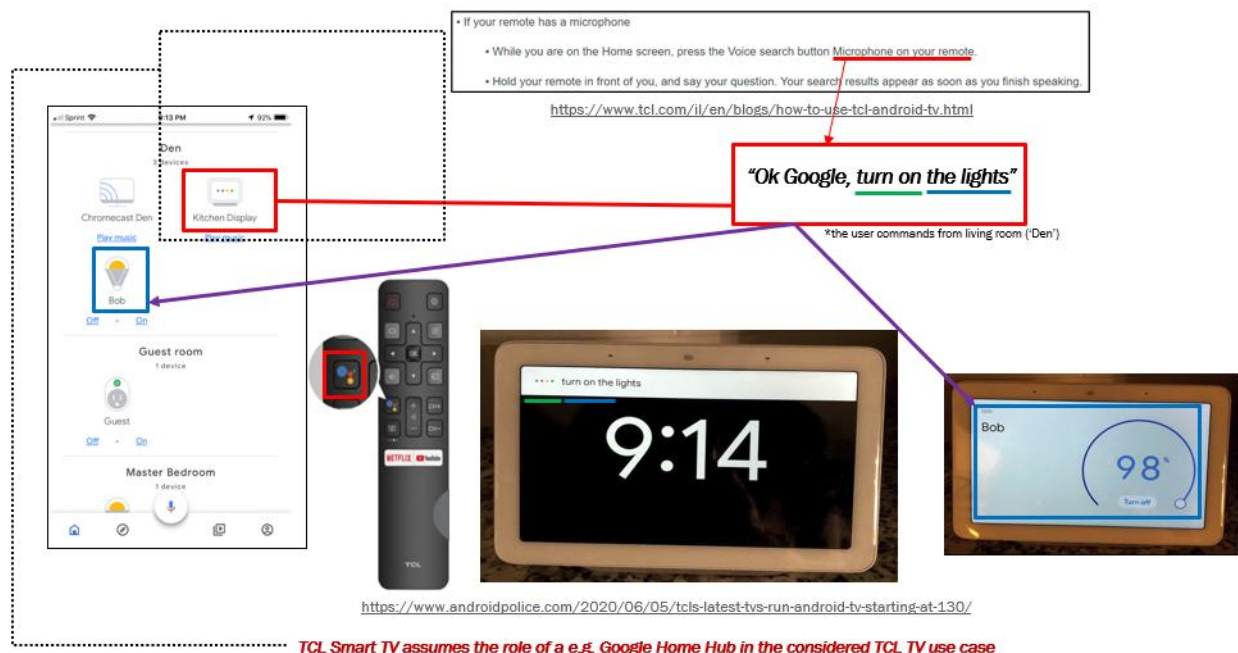 • If your remote has a microphone
• While you are on the Home screen, press the Voice search button Microphone on your remote.
• Hold your remote in front of you, and say your question. Your search results appear as soon as you finish speaking.
https://www.tcl.com/il/en/blogs/how-to-use-tcl-android-tv.html
Sprint
9:13 PM
92%
Den
3 devices
Chromecast Den
Kitchen Display
Play music
Play music
Bob
Off - On
Guest room
1 device
Guest
Off - On
Master Bedroom
1 device
"Ok Google, turn on the lights"
*the user commands from living room ('Den')
NETFLIX
YouTube
TCL
turn on the lights
9:14
Bob
98%
Turn off
https://www.androidpolice.com/2020/06/05/tcls-latest-tvs-run-android-tv-starting-at-130/
TCL Smart TV assumes the role of a e.g. Google Home Hub in the considered TCL TV use case